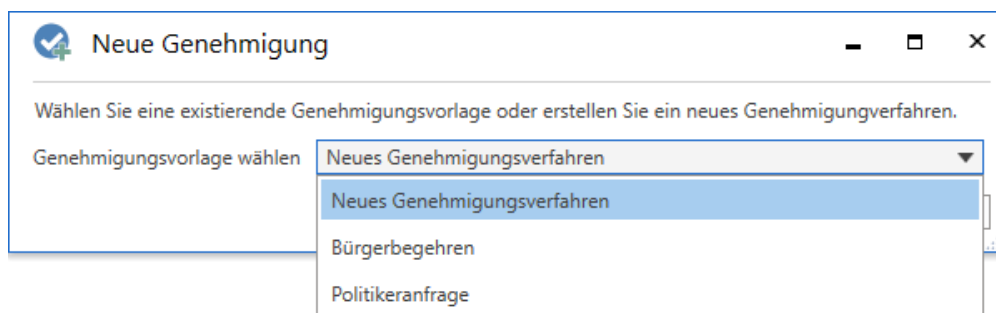 Neue Genehmigung
Wählen Sie eine existierende Genehmigungsvorlage oder erstellen Sie ein neues Genehmigungverfahren.
Genehmigungsvorlage wählen Neues Genehmigungsverfahren
Neues Genehmigungsverfahren
Bürgerbegehren
Politikeranfrage